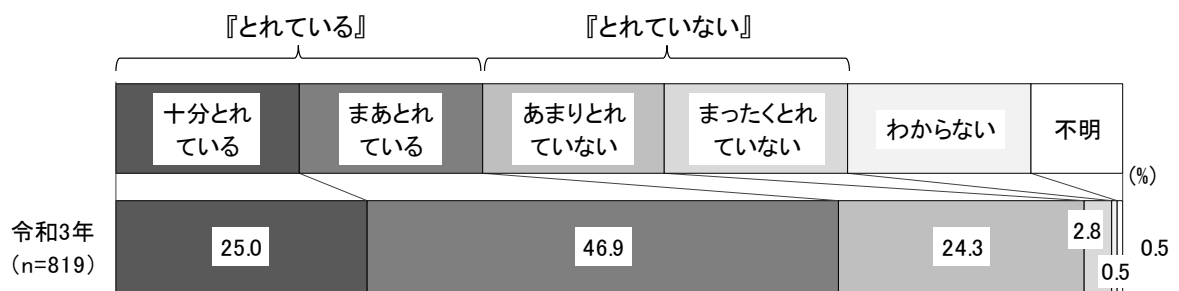 『とれている』 『とれていない』
十分とれ まあとれ あまりとれ まったくとれ わからない 不明
ている ている ていない ていない
(%)
令和3年 25.0 46.9 24.3 2.8 0.5
(n=819) 0.5